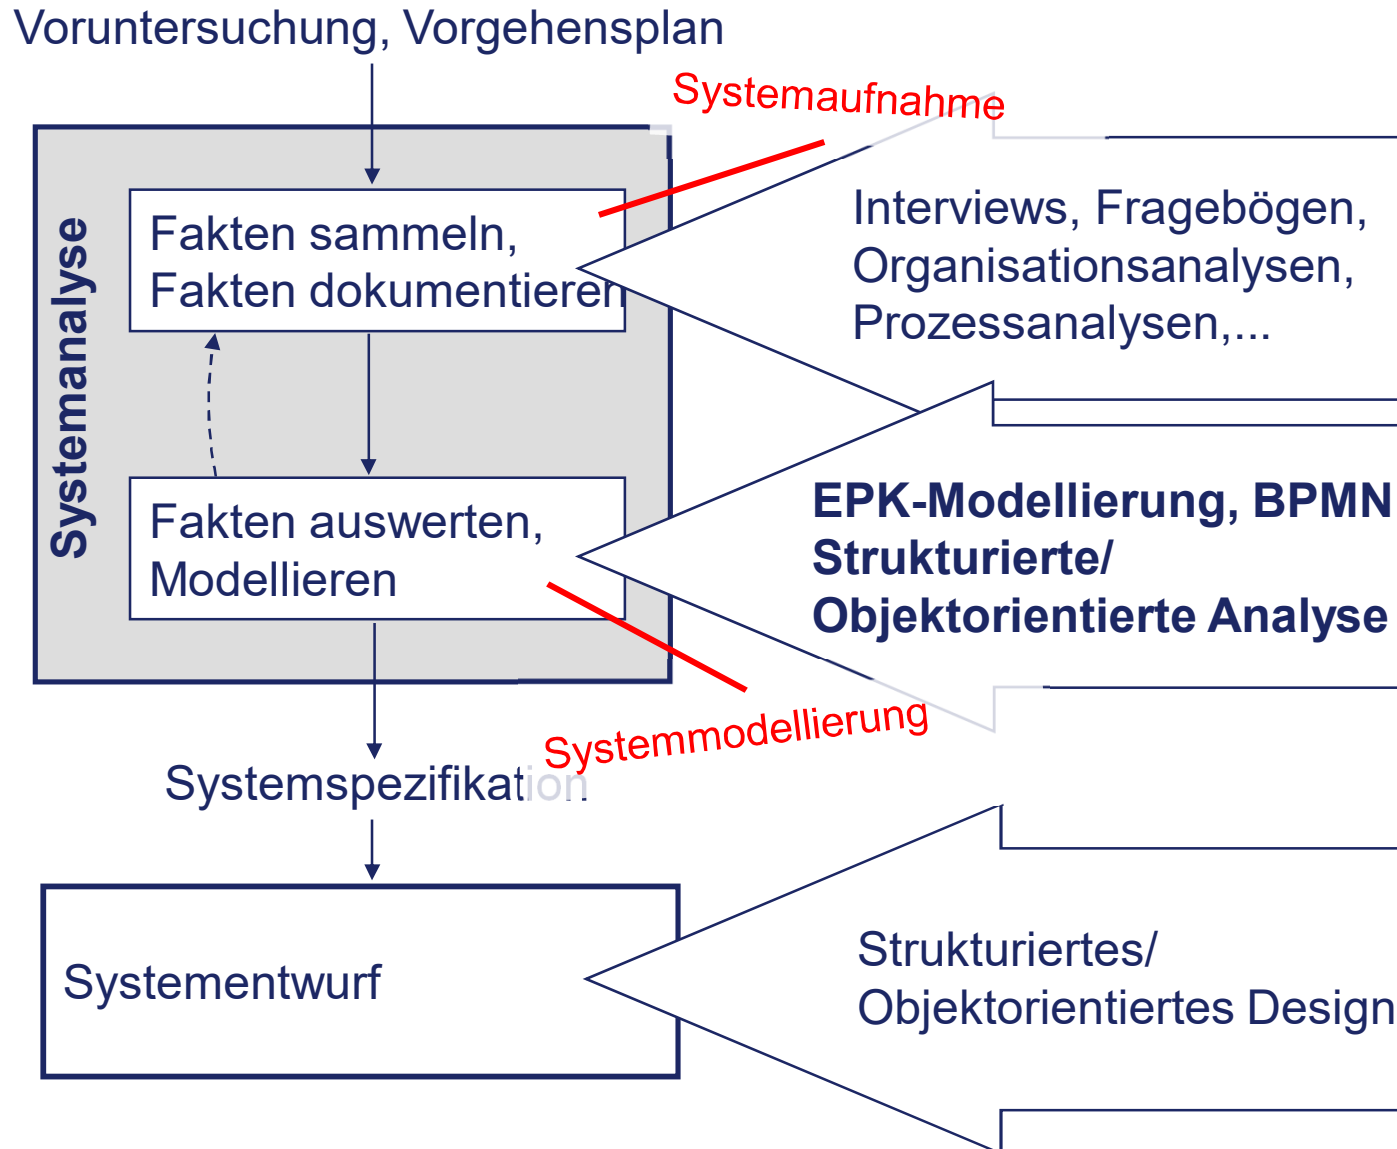 Voruntersuchung, Vorgehensplan
Systemaufnahme
Systemanalyse
Fakten sammeln,
Fakten dokumentieren
Interviews, Fragebögen,
Organisationsanalysen,
Prozessanalysen,...
Fakten auswerten,
Modellieren
EPK-Modellierung, BPMN
Strukturierte/
Objektorientierte Analyse
Systemmodellierung
Systemspezifikation
Systementwurf
Strukturiertes/
Objektorientiertes Design